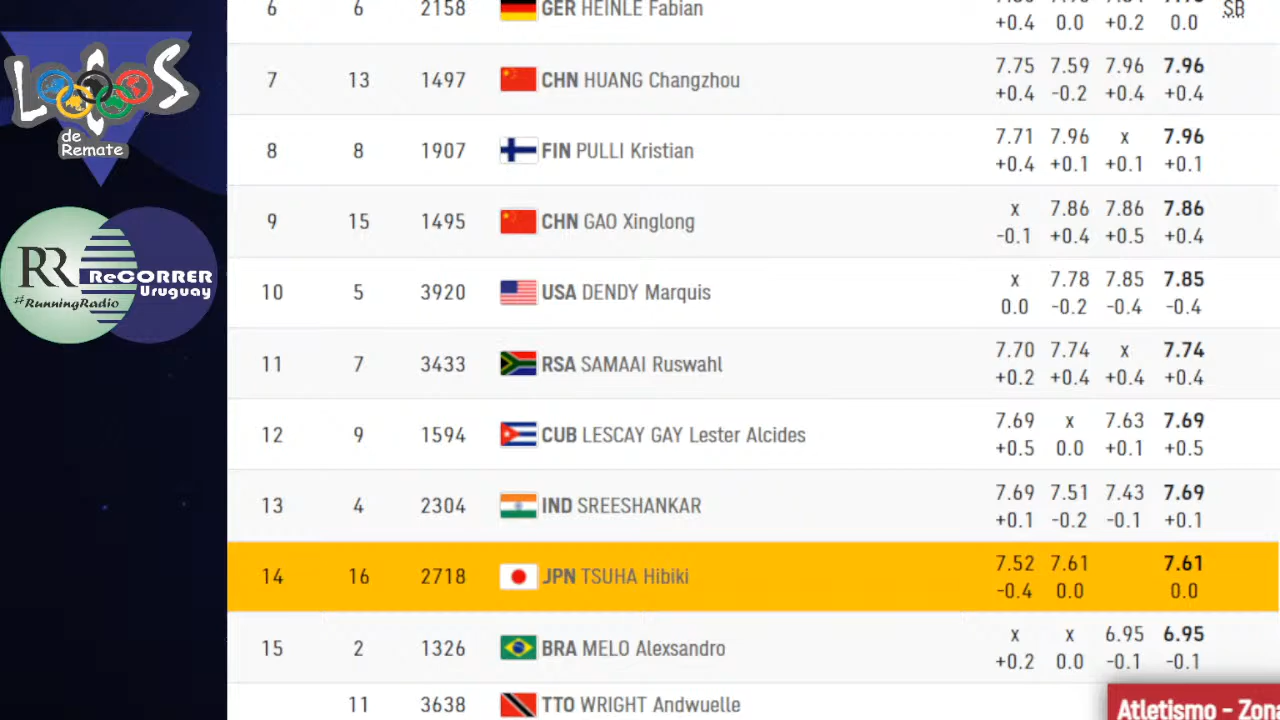 6 6 2158 GER HEINLE Fabian SB
+0.4 0.0 +0.2 0.0
7 13 1497 CHN HUANG Changzhou 7.75 7.59 7.96 7.96
+0.4 -0.2 +0.4 +0.4
8 8 1907 FIN PULLI Kristian 7.71 7.96 x 7.96
+0.4 +0.1 +0.1 +0.1
9 15 1495 CHN GAO Xinglong x 7.86 7.86 7.86
-0.1 +0.4 +0.5 +0.4
10 5 3920 USA DENDY Marquis x 7.78 7.85 7.85
0.0 -0.2 -0.4 -0.4
11 7 3433 RSA SAMAAI Ruswahl 7.70 7.74 x 7.74
+0.2 +0.4 +0.4 +0.4
12 9 1594 CUB LESCAY GAY Lester Alcides 7.69 x 7.63 7.69
+0.5 0.0 +0.1 +0.5
13 4 2304 IND SREESHANKAR 7.69 7.51 7.43 7.69
+0.1 -0.2 -0.1 +0.1
14 16 2718 JPN TSUHA Hibiki 7.52 7.61 7.61
-0.4 0.0 0.0
15 2 1326 BRA MELO Alexsandro x x 6.95 6.95
+0.2 0.0 -0.1 -0.1
11 3638 TTO WRIGHT Andwuelle
Atletismo - Zona
LOCOS
de
Remate
RR
#RunningRadio
ReCORRER
Uruguay